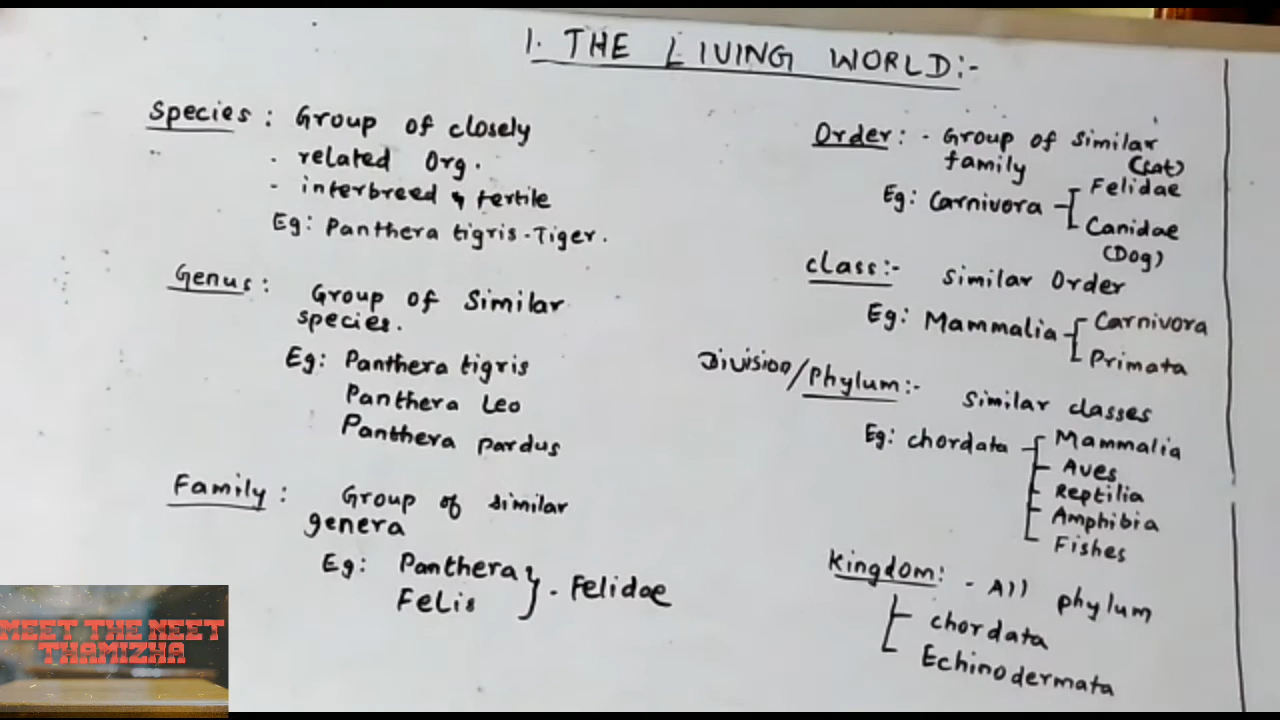 1. THE LIVING WORLD:-
Species : Group of closely
· related Org.
- interbreed & fertile
Eg: Panthera tigris - Tiger.
Genus : Group of Similar
species.
Eg: Panthera tigris
Panthera Leo
Panthera pardus
Family : Group of similar
genera
Eg: Panthera } - Felidae
Felis
Order : - Group of Similar
family
(Cat)
Eg: Carnivora - [ Felidae
Canidae
(Dog)
Class :- Similar Order
Eg: Mammalia - [ Carnivora
Primata
Division/Phylum :- Similar classes
Eg: chordata - [ Mammalia
Aves
Reptilia
Amphibia
Fishes
Kingdom : - All phylum
chordata
Echinodermata
MEET THE NEET
THAMIZHA